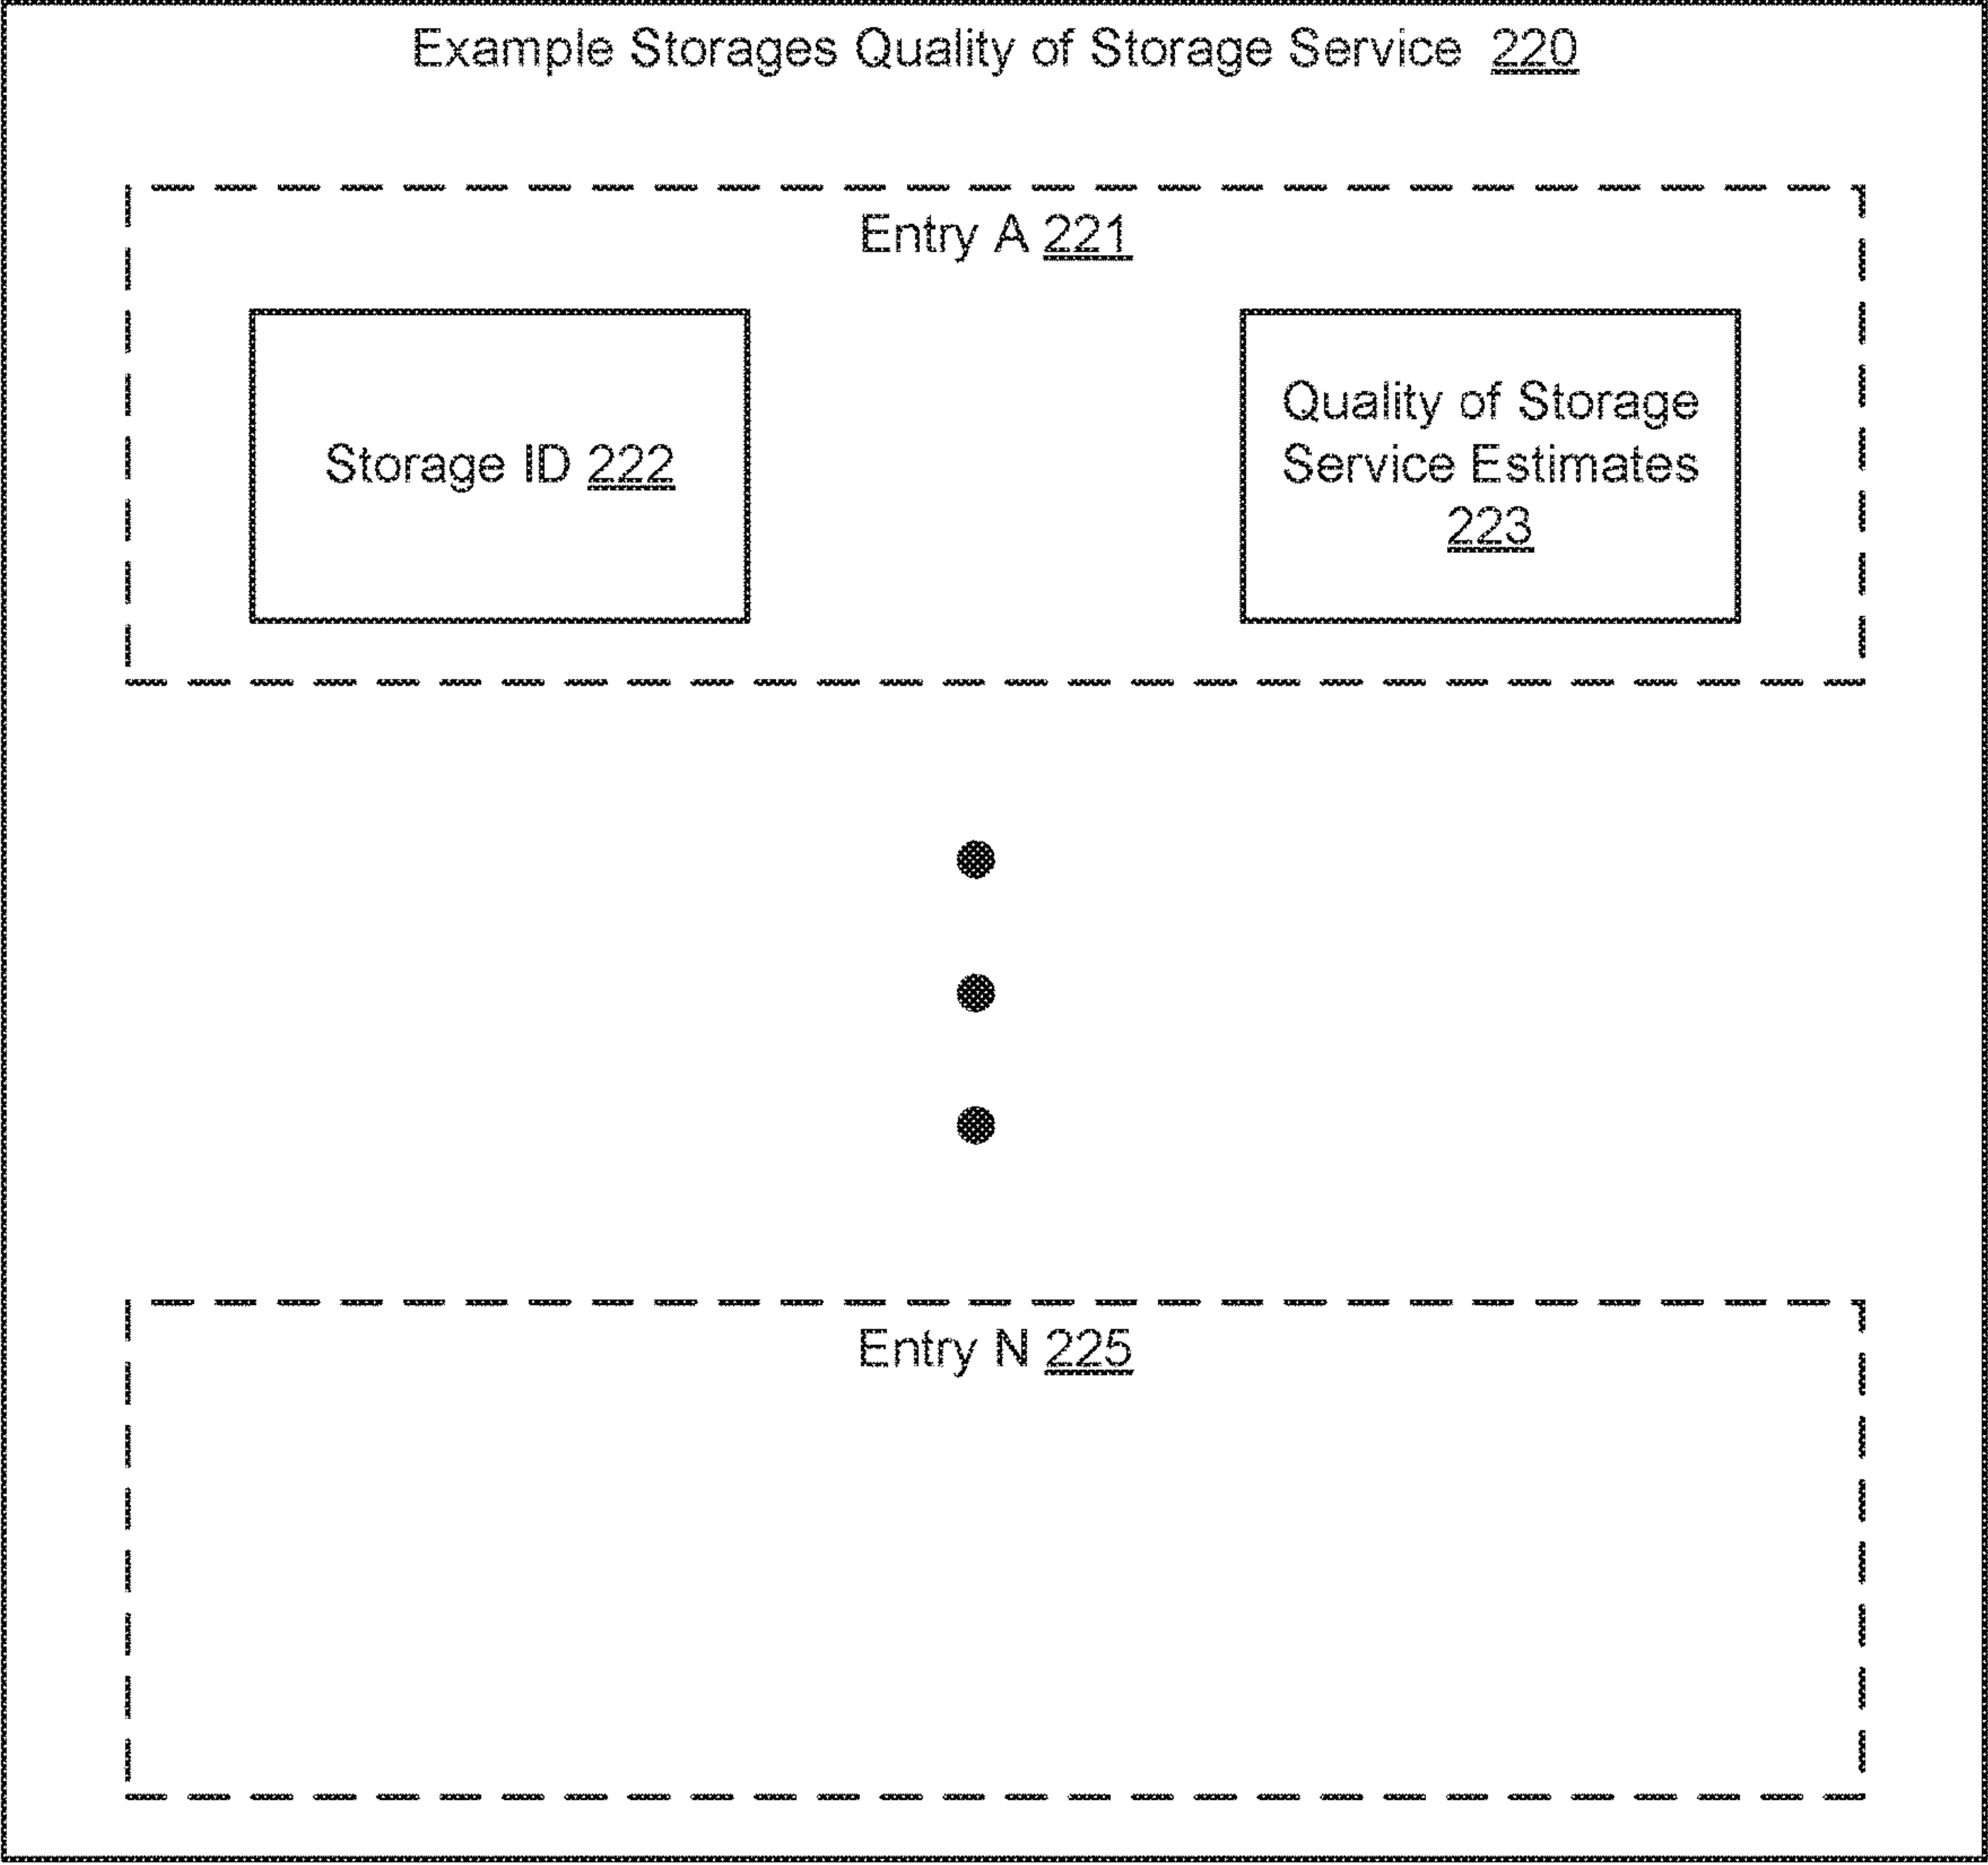 Example Storages Quality of Storage Service 220
Entry A 221
Storage ID 222
Quality of Storage
Service Estimates
223
Entry N 225